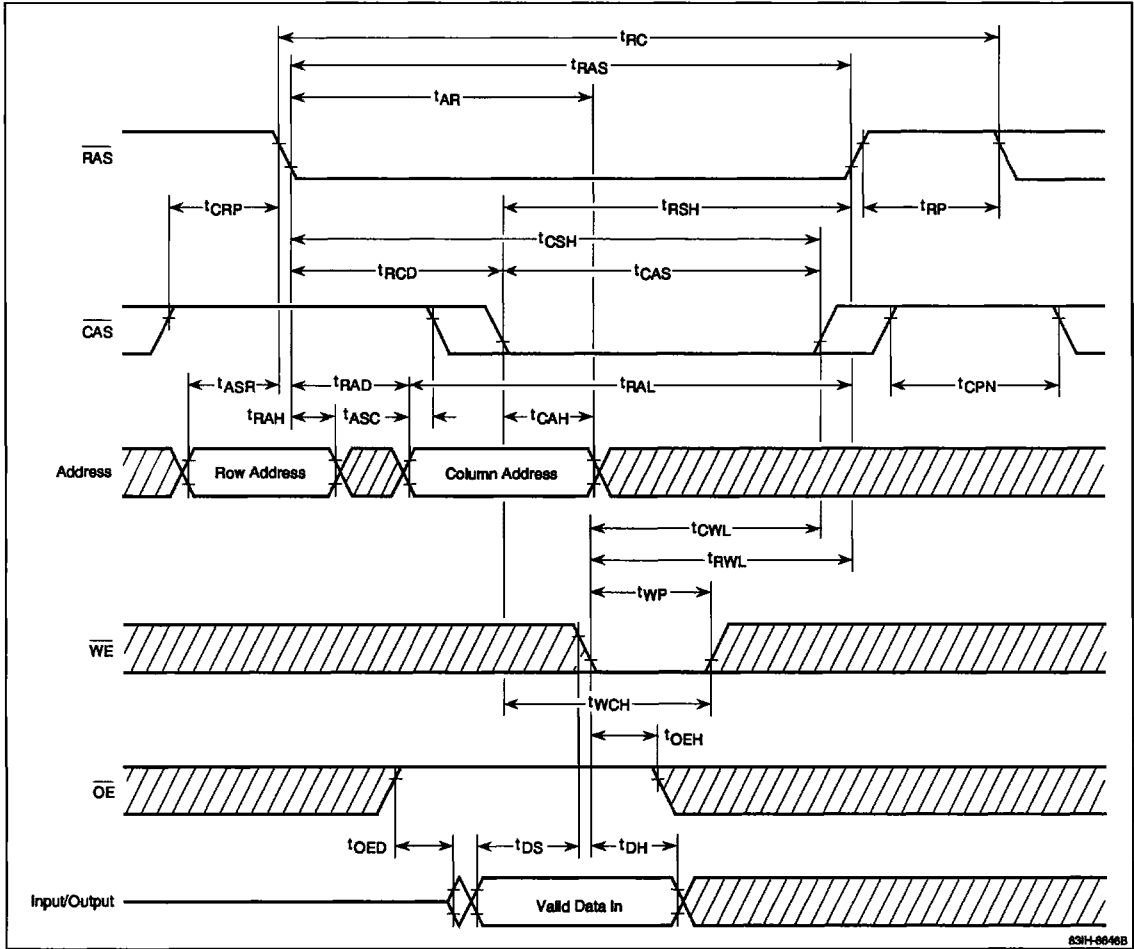 tRC
tRAS
tAR
RAS
tCRP
tRSH
tRP
tCSH
tRCD
tCAS
CAS
tASR
tRAD
tRAL
tCPN
tRAH
tASC
tCAH
Address
Row Address
Column Address
tCWL
tRWL
tWP
WE
tWCH
tOEH
OE
tOED
tDS
tDH
Input/Output
Valid Data In
83IH-6646B